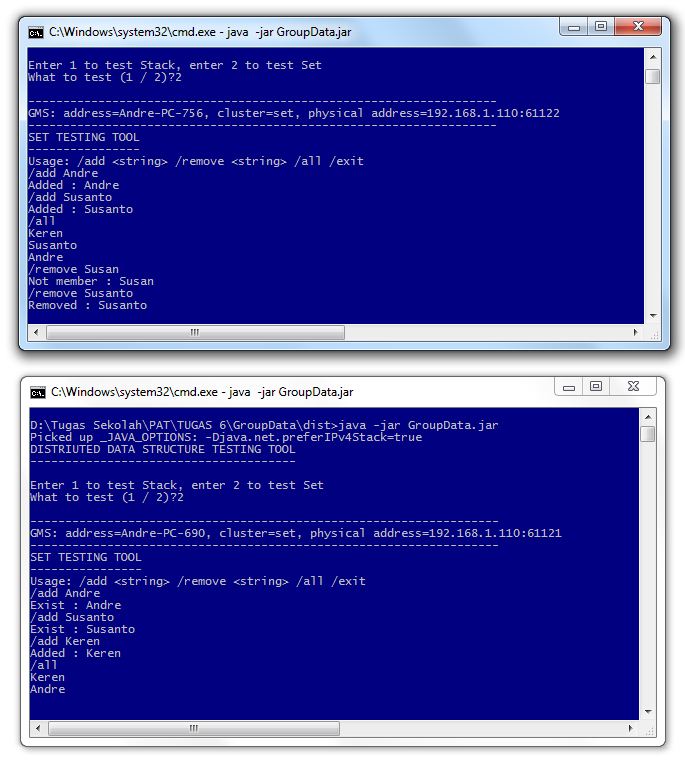 C:\Windows\system32\cmd.exe - java  -jar GroupData.jar
Enter 1 to test Stack, enter 2 to test Set
What to test (1 / 2)?2
-------------------------------------------------------------------
GMS: address=Andre-PC-756, cluster=set, physical address=192.168.1.110:61122
-------------------------------------------------------------------
SET TESTING TOOL
----------------
Usage: /add <string> /remove <string> /all /exit
/add Andre
Added : Andre
/add Susanto
Added : Susanto
/all
Keren
Susanto
Andre
/remove Susan
Not member : Susan
/remove Susanto
Removed : Susanto
C:\Windows\system32\cmd.exe - java  -jar GroupData.jar
D:\Tugas Sekolah\PAT\TUGAS 6\GroupData\dist>java -jar GroupData.jar
Picked up _JAVA_OPTIONS: -Djava.net.preferIPv4Stack=true
DISTRIUTED DATA STRUCTURE TESTING TOOL
--------------------------------------
Enter 1 to test Stack, enter 2 to test Set
What to test (1 / 2)?2
-------------------------------------------------------------------
GMS: address=Andre-PC-690, cluster=set, physical address=192.168.1.110:61121
-------------------------------------------------------------------
SET TESTING TOOL
----------------
Usage: /add <string> /remove <string> /all /exit
/add Andre
Exist : Andre
/add Susanto
Exist : Susanto
/add Keren
Added : Keren
/all
Keren
Andre